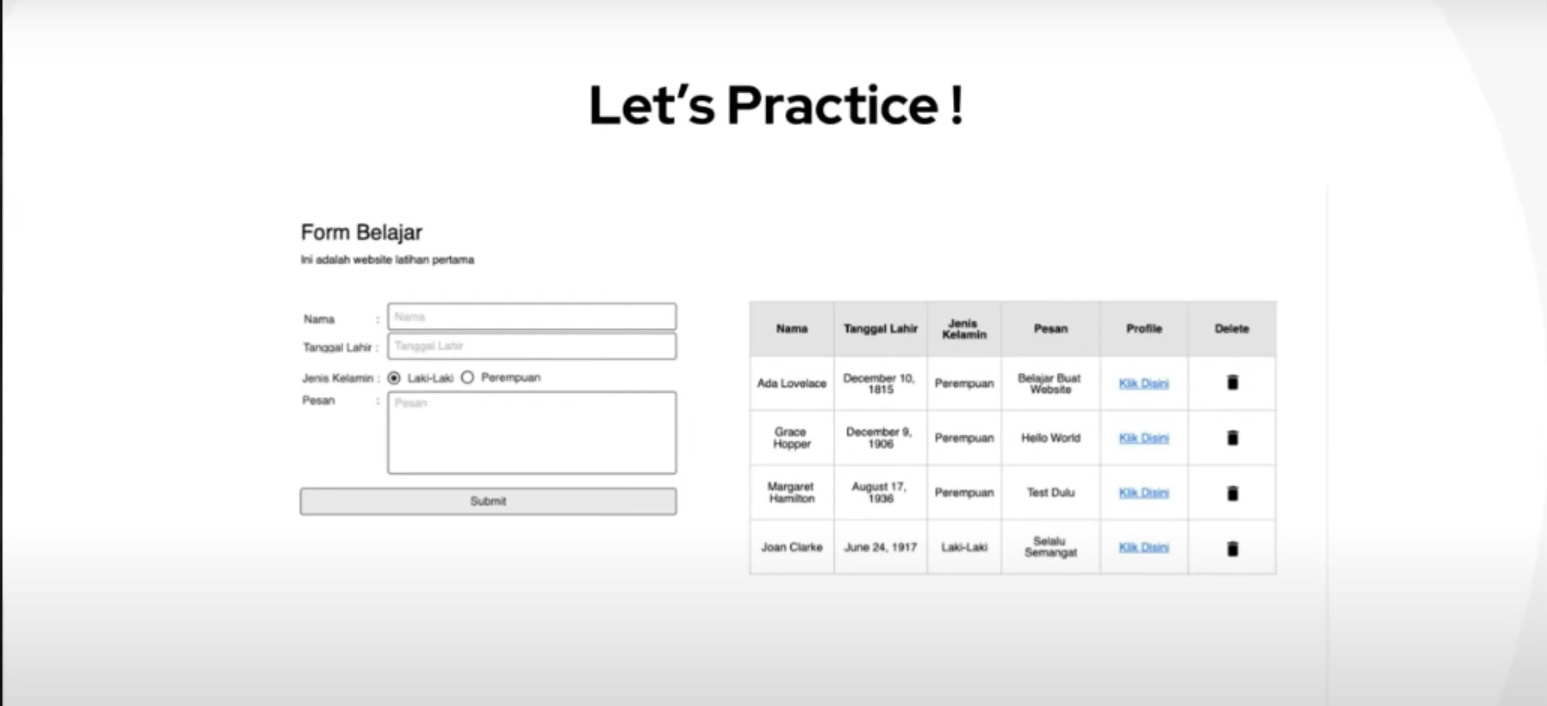 Let's Practice !
Form Belajar
Ini adalah website latihan pertama
Nama :
Nama
Tanggal Lahir :
Tanggal Lahir
Jenis Kelamin : Laki-Laki Perempuan
Pesan :
Pesan
Submit
Nama Tanggal Lahir Jenis Kelamin Pesan Profile Delete
Ada Lovelace December 10, 1815 Perempuan Belajar Buat Website Klik Disini
Grace Hopper December 9, 1906 Perempuan Hello World Klik Disini
Margaret Hamilton August 17, 1936 Perempuan Test Dulu Klik Disini
Joan Clarke June 24, 1917 Laki-Laki Selalu Semangat Klik Disini